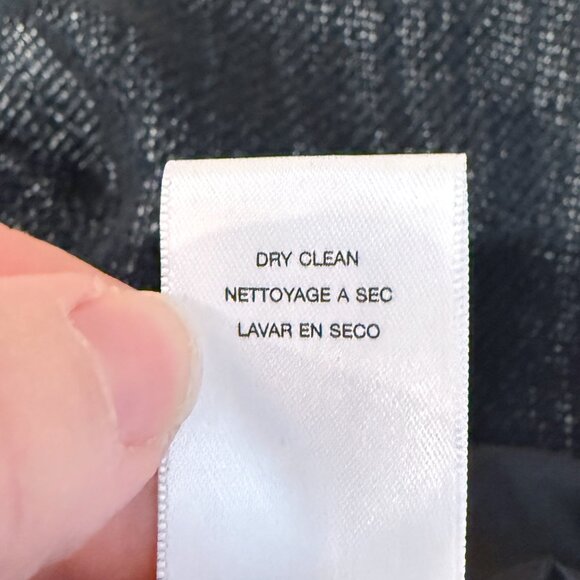 DRY CLEAN
NETTOYAGE A SEC
LAVAR EN SECO